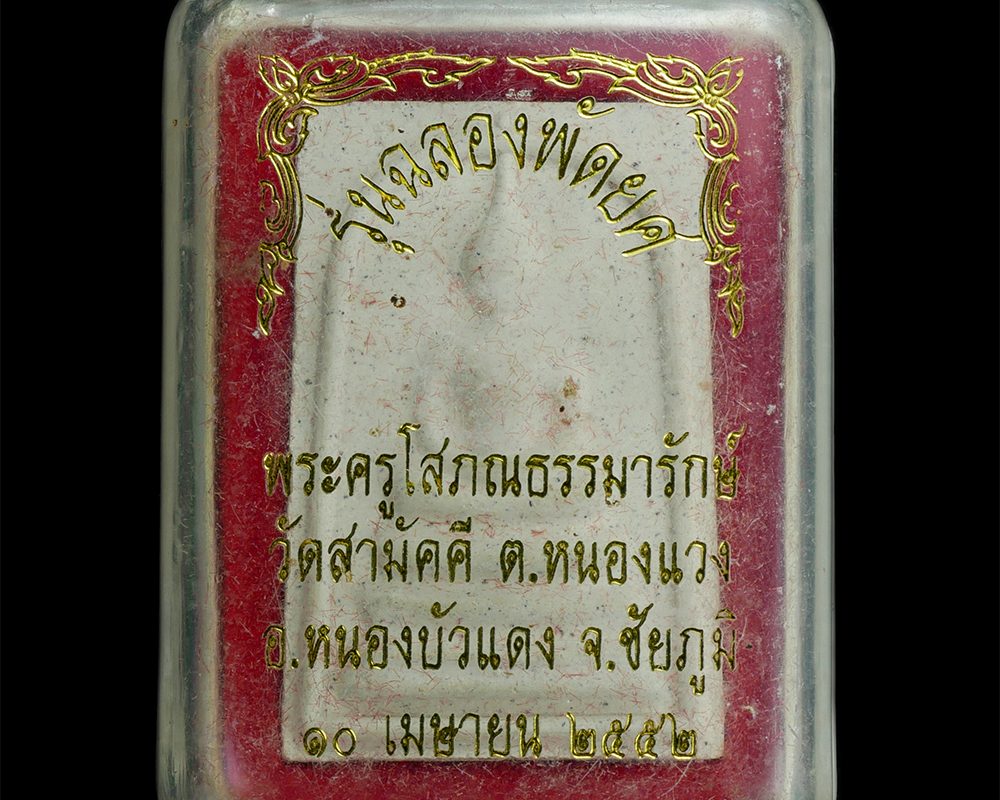 รุ่นฉลองพัดยศ
พระครูโสภณธรรมารักษ์
วัดสามัคคี ต.หนองแวง
อ.หนองบัวแดง จ.ชัยภูมิ
๑๐ เมษายน ๒๕๕๒